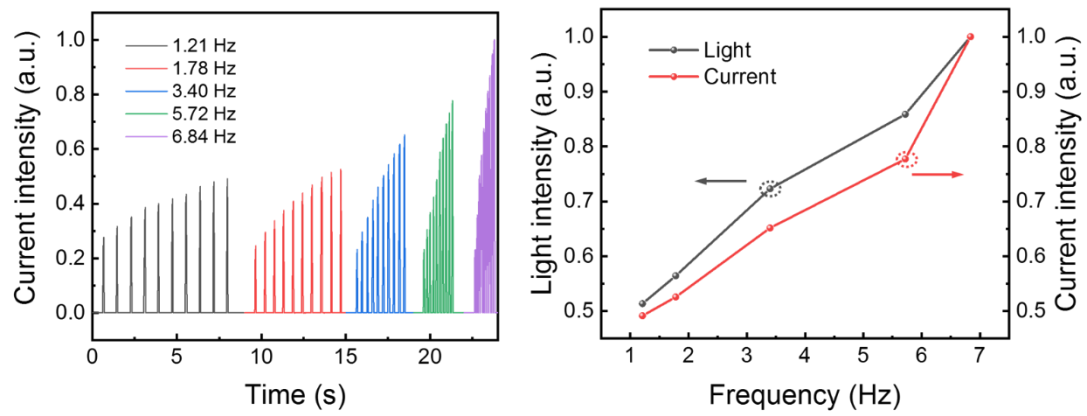 Current intensity (a.u.)
1.0
0.8
0.6
0.4
0.2
0.0
1.21 Hz
1.78 Hz
3.40 Hz
5.72 Hz
6.84 Hz
0
5
10
15
20
Time (s)
Light intensity (a.u.)
1.0
0.9
0.8
0.7
0.6
0.5
Light
Current
1
2
3
4
5
6
7
Frequency (Hz)
1.0
0.9
0.8
0.7
0.6
0.5
Current intensity (a.u.)